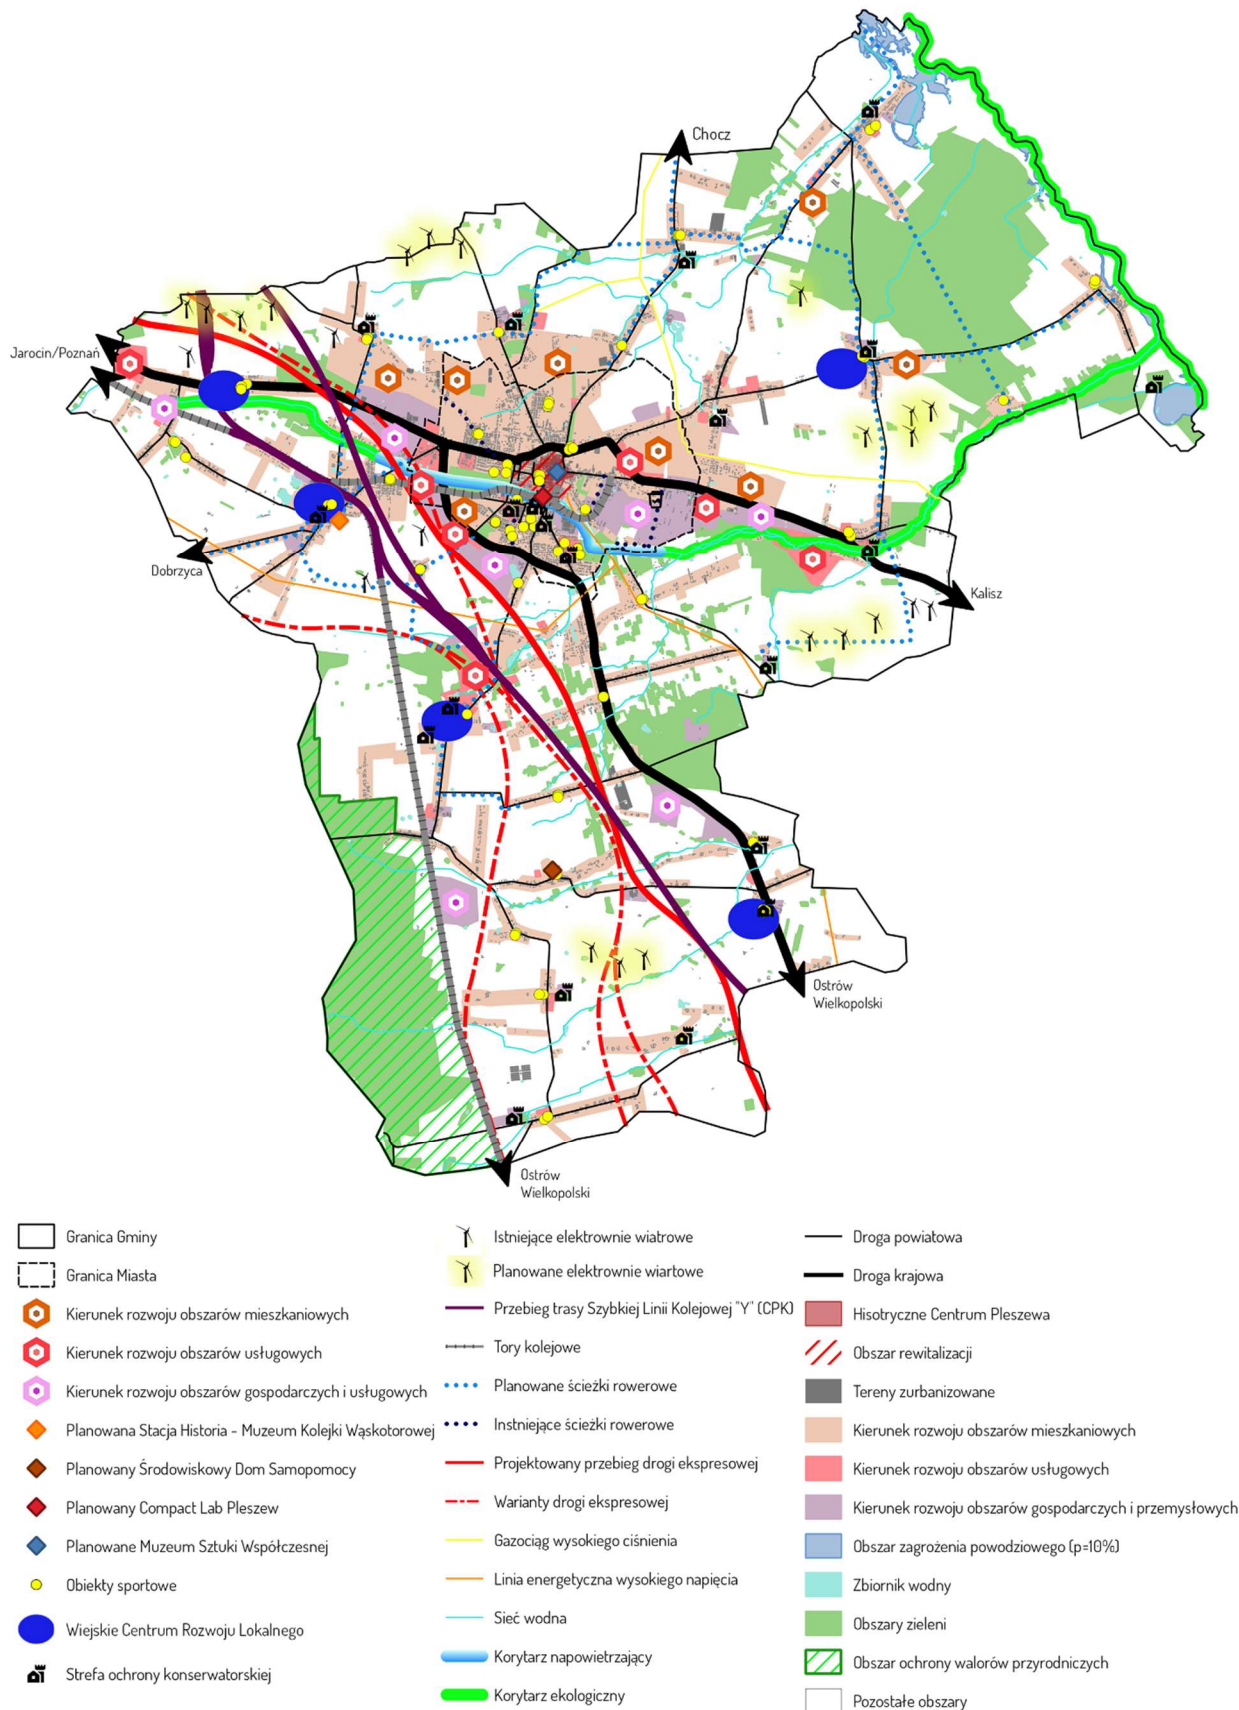 Chocz
Jarocin/Poznań
Dobrzyca
Kalisz
Ostrów
Wielkopolski
Ostrów
Wielkopolski
Granica Gminy
Granica Miasta
Kierunek rozwoju obszarów mieszkaniowych
Kierunek rozwoju obszarów usługowych
Kierunek rozwoju obszarów gospodarczych i usługowych
Planowana Stacja Historia - Muzeum Kolejki Wąskotorowej
Planowany Środowiskowy Dom Samopomocy
Planowany Compact Lab Pleszew
Planowane Muzeum Sztuki Współczesnej
Obiekty sportowe
Wiejskie Centrum Rozwoju Lokalnego
Strefa ochrony konserwatorskiej
Istniejące elektrownie wiatrowe
Planowane elektrownie wiartowe
Przebieg trasy Szybkiej Linii Kolejowej "Y" (CPK)
Tory kolejowe
Planowane ścieżki rowerowe
Instniejące ścieżki rowerowe
Projektowany przebieg drogi ekspresowej
Warianty drogi ekspresowej
Gazociąg wysokiego ciśnienia
Linia energetyczna wysokiego napięcia
Sieć wodna
Korytarz napowietrzający
Korytarz ekologiczny
Droga powiatowa
Droga krajowa
Hisotryczne Centrum Pleszewa
Obszar rewitalizacji
Tereny zurbanizowane
Kierunek rozwoju obszarów mieszkaniowych
Kierunek rozwoju obszarów usługowych
Kierunek rozwoju obszarów gospodarczych i przemysłowych
Obszar zagrożenia powodziowego (p=10%)
Zbiornik wodny
Obszary zieleni
Obszar ochrony walorów przyrodniczych
Pozostałe obszary